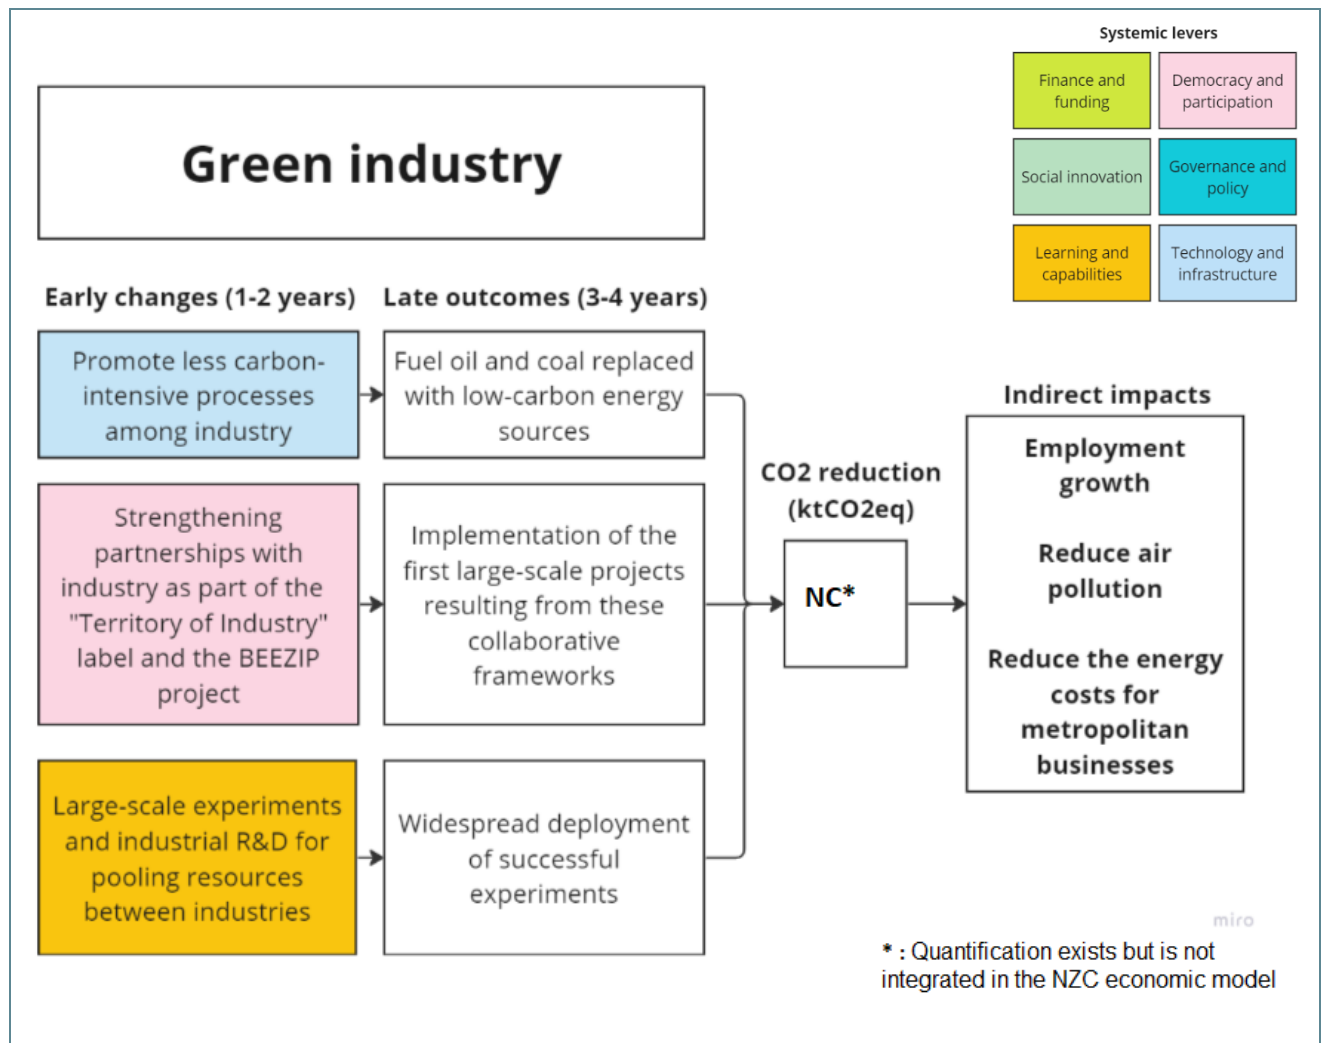 Systemic levers
Finance and
funding
Democracy and
participation
Social innovation
Governance and
policy
Learning and
capabilities
Technology and
infrastructure
Green industry
Early changes (1-2 years)
Late outcomes (3-4 years)
Promote less carbon-
intensive processes
among industry
Fuel oil and coal replaced
with low-carbon energy
sources
Strengthening
partnerships with
industry as part of the
"Territory of Industry"
label and the BEEZIP
project
Implementation of the
first large-scale projects
resulting from these
collaborative
frameworks
Large-scale experiments
and industrial R&D for
pooling resources
between industries
Widespread deployment
of successful
experiments
CO2 reduction
(ktCO2eq)
NC*
Indirect impacts
Employment
growth
Reduce air
pollution
Reduce the energy
costs for
metropolitan
businesses
miro
* : Quantification exists but is not
integrated in the NZC economic model